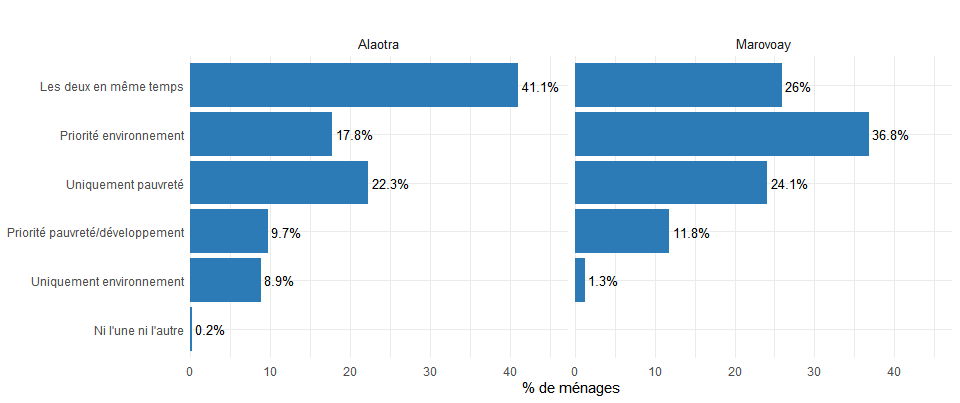 Alaotra
Marovoay
Les deux en même temps
41.1%
26%
Priorité environnement
17.8%
36.8%
Uniquement pauvreté
22.3%
24.1%
Priorité pauvreté/développement
9.7%
11.8%
Uniquement environnement
8.9%
1.3%
Ni l'une ni l'autre
0.2%
0 10 20 30 40
0 10 20 30 40
% de ménages